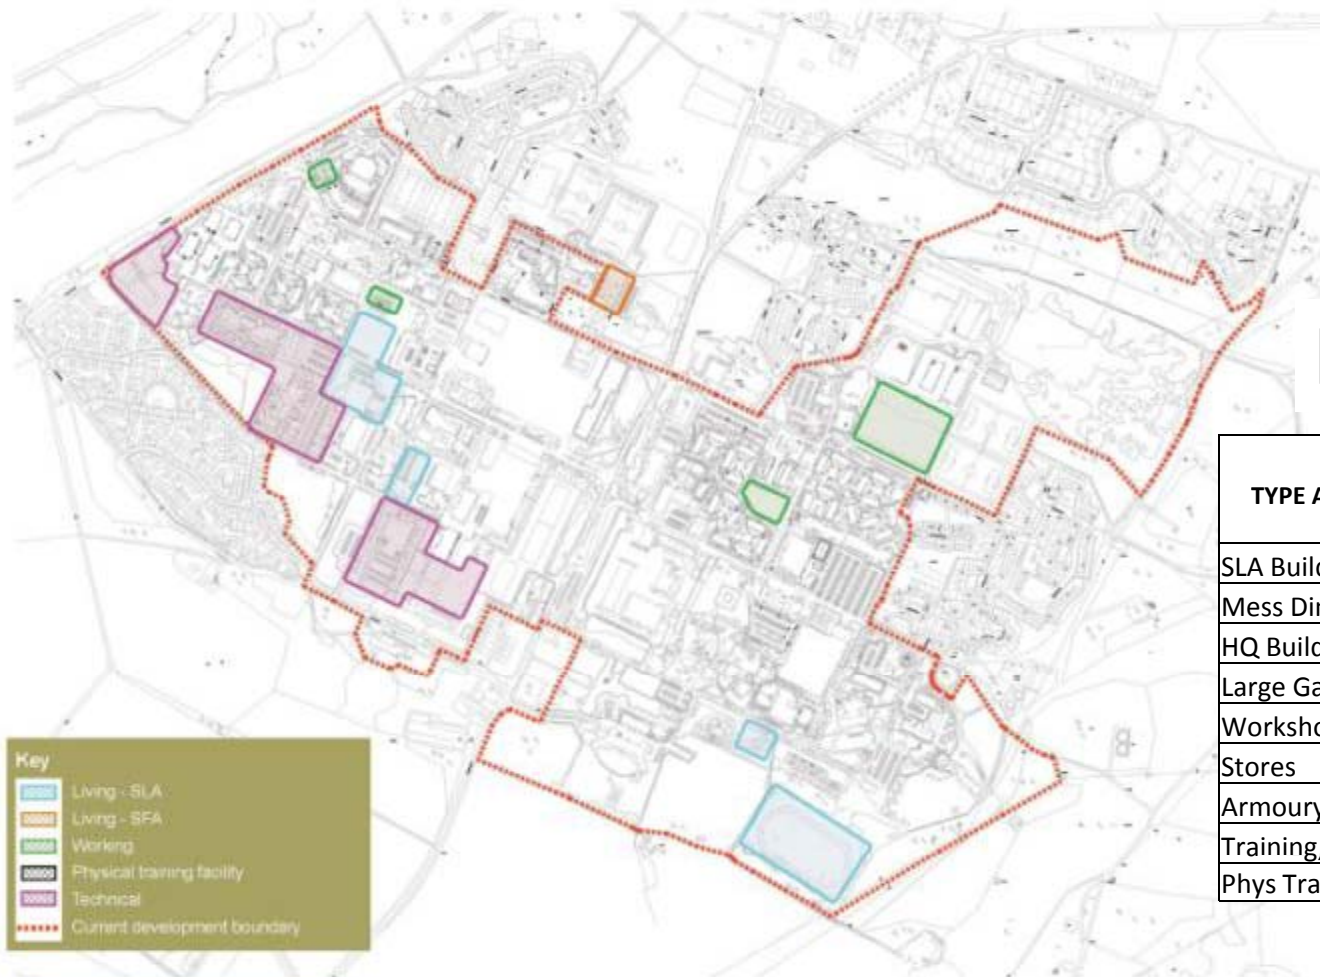 Key
Living - SLA
Living - SFA
Working
Physical training facility
Technical
Current development boundary
TYPE A
SLA Build
Mess Di
HQ Build
Large Ga
Worksho
Stores
Armoury
Training,
Phys Tra